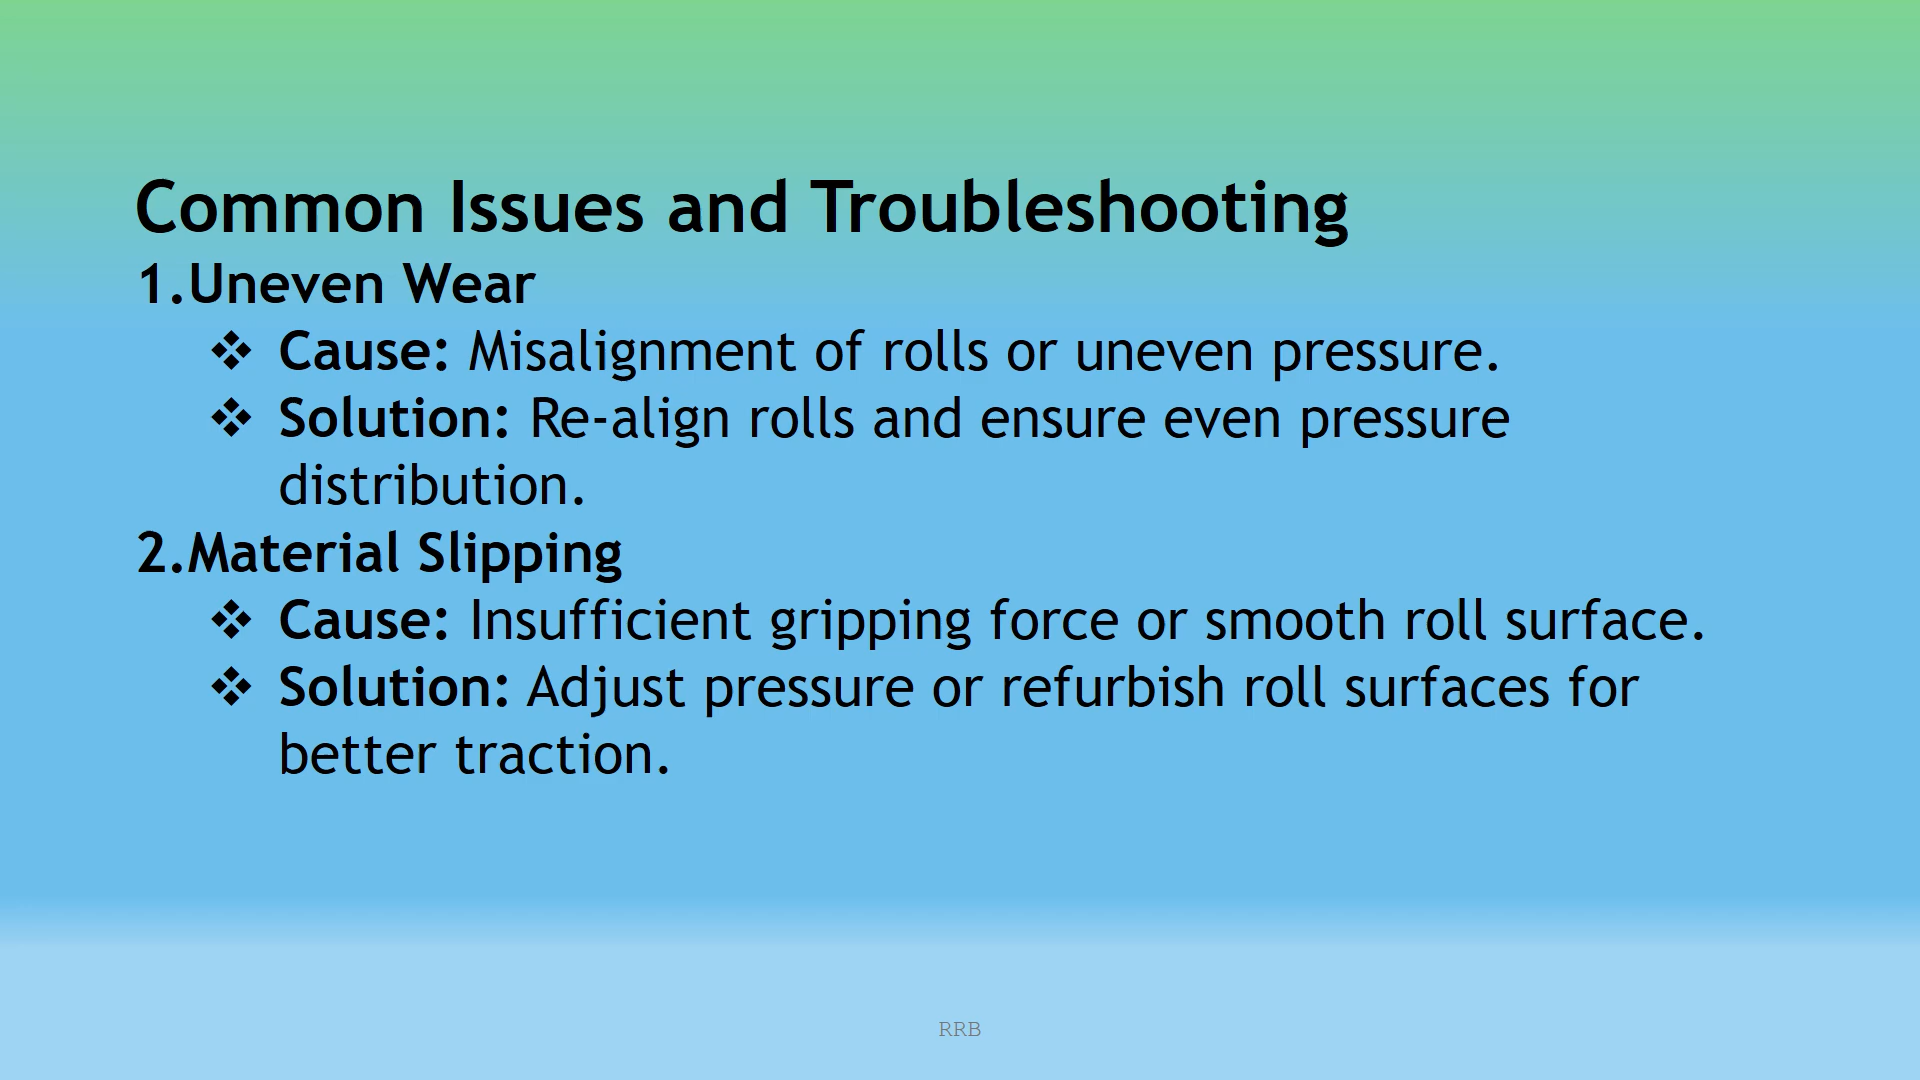 Common Issues and Troubleshooting
1.Uneven Wear
❖ Cause: Misalignment of rolls or uneven pressure.
❖ Solution: Re-align rolls and ensure even pressure
distribution.
2.Material Slipping
❖ Cause: Insufficient gripping force or smooth roll surface.
❖ Solution: Adjust pressure or refurbish roll surfaces for
better traction.
RRB